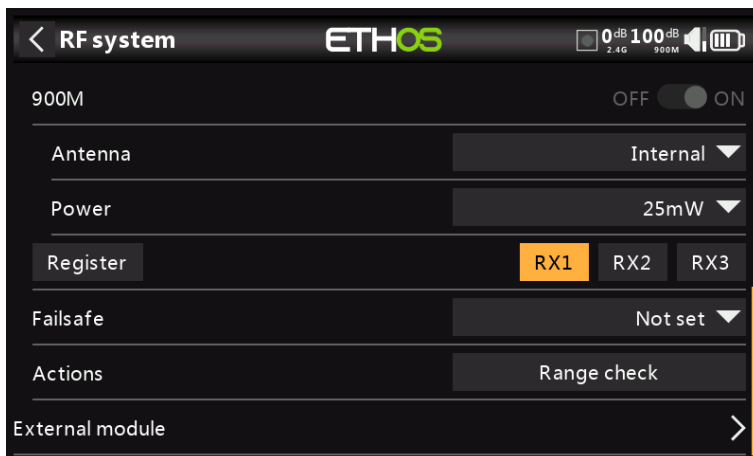 RF system ETHOS 0dB 2.4G 100dB 900M
900M OFF ON
Antenna Internal
Power 25mW
Register RX1 RX2 RX3
Failsafe Not set
Actions Range check
External module